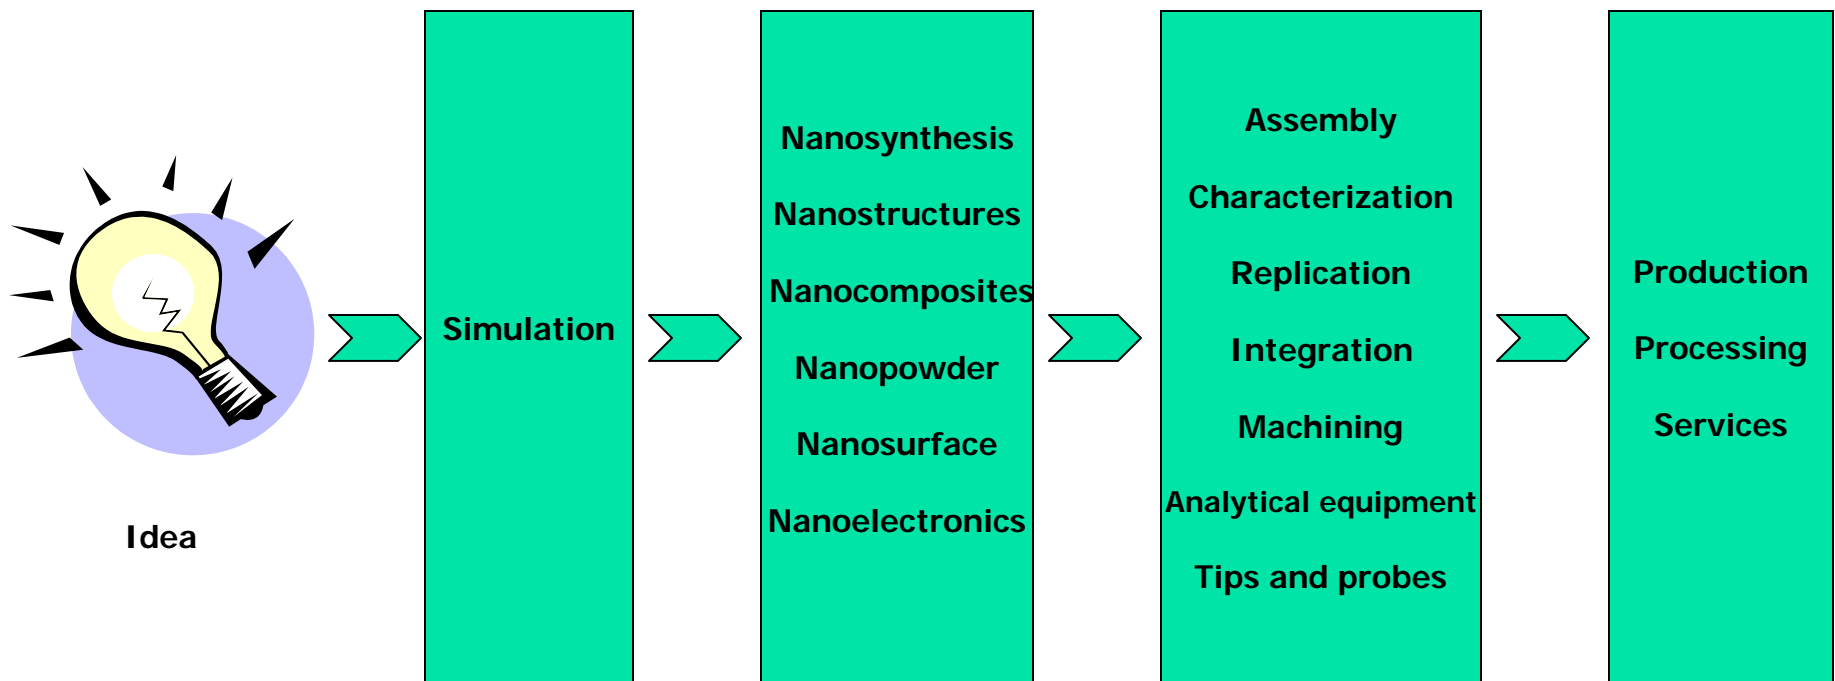 Idea
Simulation
Nanosynthesis
Nanostructures
Nanocomposites
Nanopowder
Nanosurface
Nanoelectronics
Assembly
Characterization
Replication
Integration
Machining
Analytical equipment
Tips and probes
Production
Processing
Services